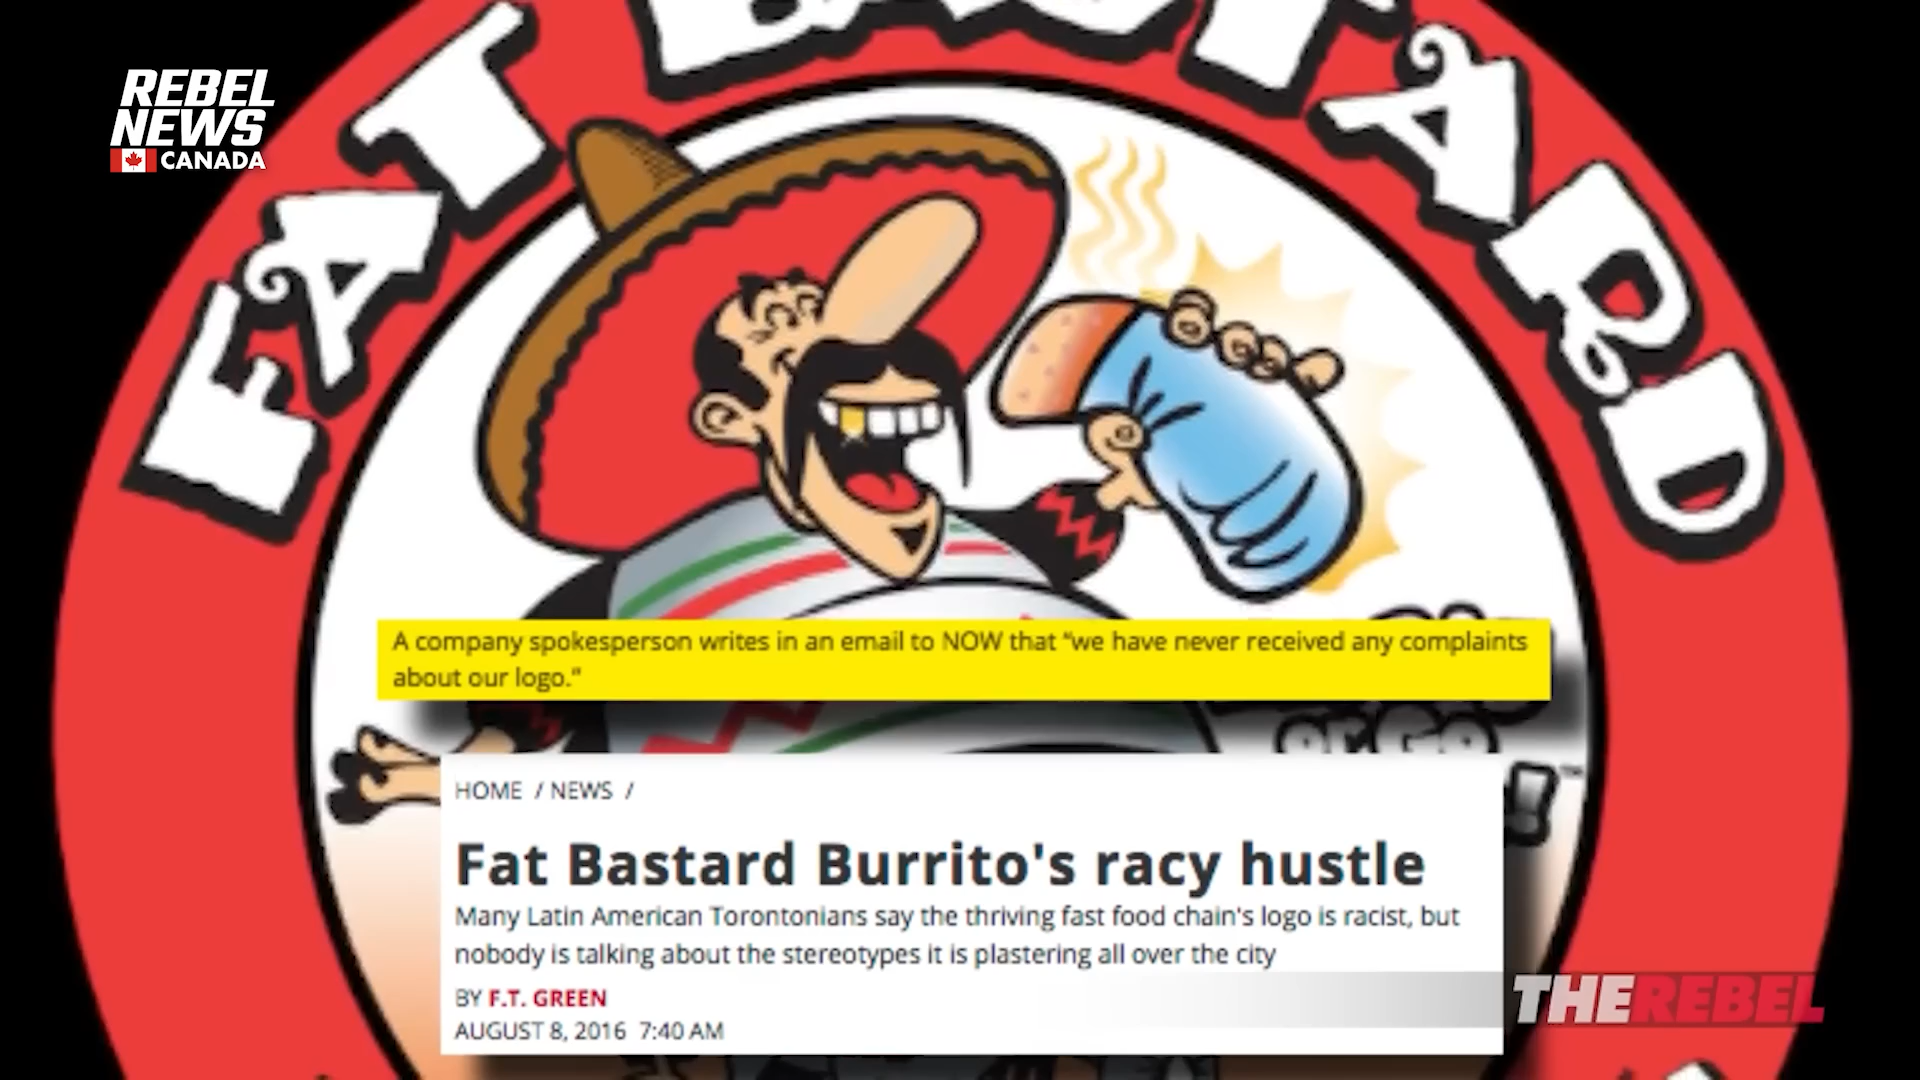 REBEL
NEWS
CANADA
FAT BASTARD
A company spokesperson writes in an email to NOW that “we have never received any complaints
about our logo.”
or Go
!™
HOME / NEWS /
Fat Bastard Burrito's racy hustle
Many Latin American Torontonians say the thriving fast food chain's logo is racist, but
nobody is talking about the stereotypes it is plastering all over the city
BY F.T. GREEN
AUGUST 8, 2016 7:40 AM
THE REBEL